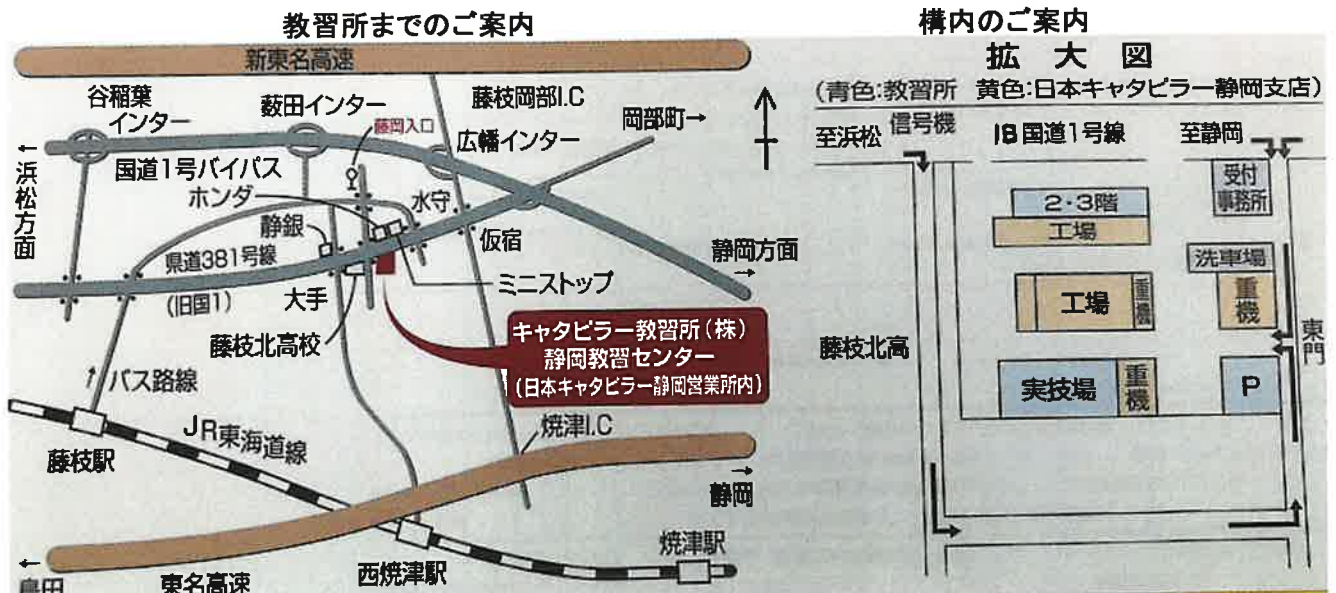 教習所までのご案内
新東名高速
谷稲葉
インター
薮田インター
藤岡入口
藤枝岡部I.C
広幡インター
岡部町→
←
浜松方面
国道1号バイパス
ホンダ
水守
静銀
仮宿
県道381号線
(旧国1)
大手
ミニストップ
静岡方面
→
藤枝北高校
キャタピラー教習所(株)
静岡教習センター
(日本キャタピラー静岡営業所内)
バス路線
JR東海道線
藤枝駅
焼津I.C
→
静岡
←
島田
東名高速
西焼津駅
焼津駅
構内のご案内
拡大図
(青色:教習所 黄色:日本キャタピラー静岡支店)
至浜松
信号機
旧国道1号線
至静岡
受付
事務所
2・3階
工場
洗車場
工場
重機
重機
藤枝北高
東門
実技場
重機
P